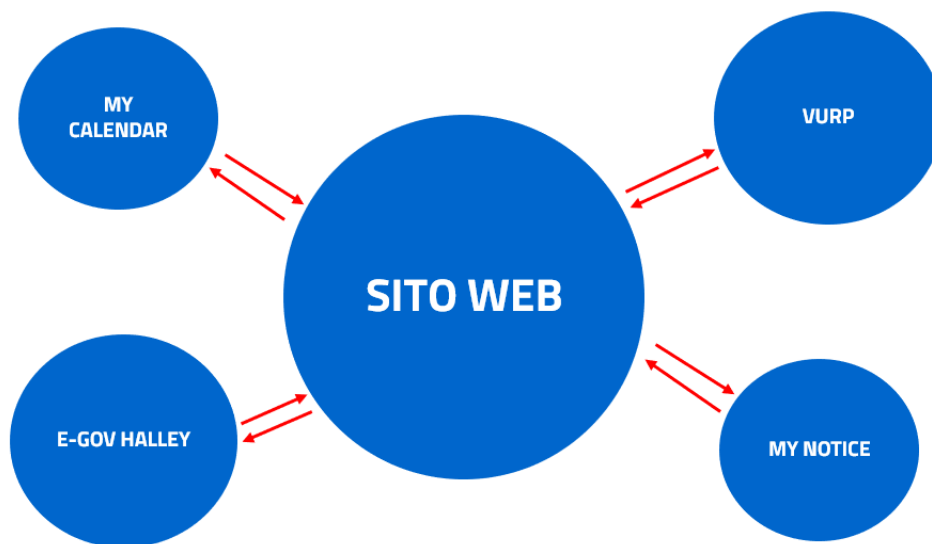 MY
CALENDAR
VURP
SITO WEB
E-GOV HALLEY
MY NOTICE